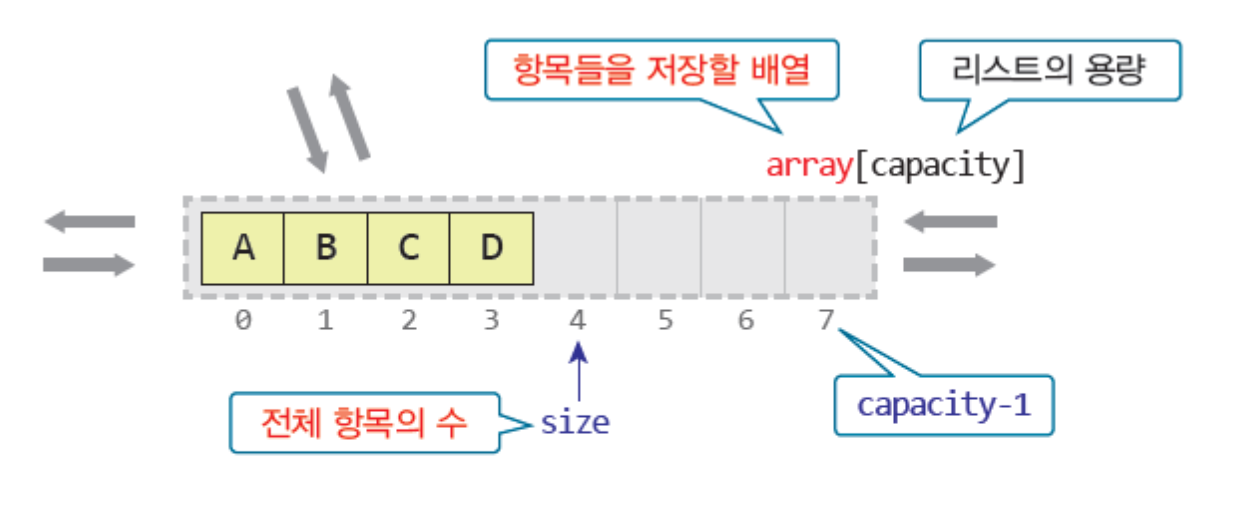 항목들을 저장할 배열
리스트의 용량
array[capacity]
A B C D
0 1 2 3 4 5 6 7
전체 항목의 수
size
capacity-1